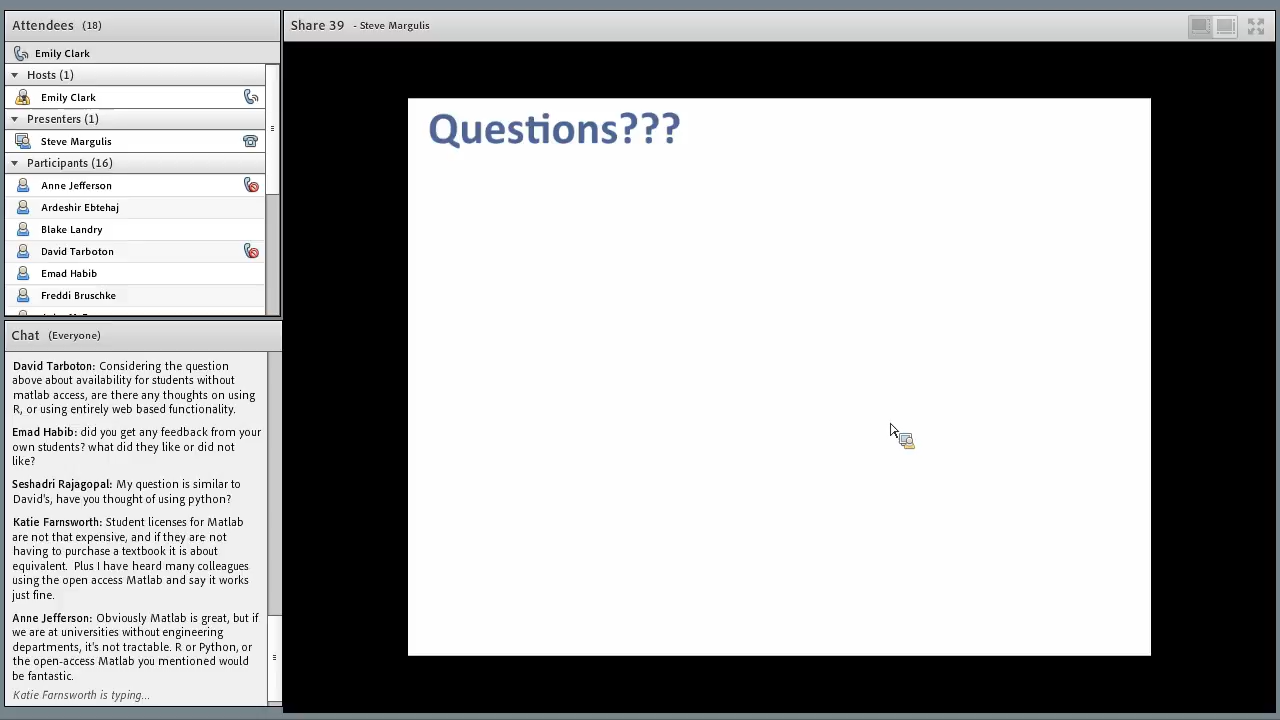 Attendees (18)
Emily Clark
Hosts (1)
Emily Clark
Presenters (1)
Steve Margulis
Participants (16)
Anne Jefferson
Ardeshir Ebtehaj
Blake Landry
David Tarboton
Emad Habib
Freddi Bruschke
Chat (Everyone)
David Tarboton: Considering the question
above about availability for students without
matlab access, are there any thoughts on using
R, or using entirely web based functionality.
Emad Habib: did you get any feedback from your
own students? what did they like or did not
like?
Seshadri Rajagopal: My question is similar to
David's, have you thought of using python?
Katie Farnsworth: Student licenses for Matlab
are not that expensive, and if they are not
having to purchase a textbook it is about
equivalent. Plus I have heard many colleagues
using the open access Matlab and say it works
just fine.
Anne Jefferson: Obviously Matlab is great, but if
we are at universities without engineering
departments, it's not tractable. R or Python, or
the open-access Matlab you mentioned would
be fantastic.
Katie Farnsworth is typing...
Share 39 - Steve Margulis
Questions???